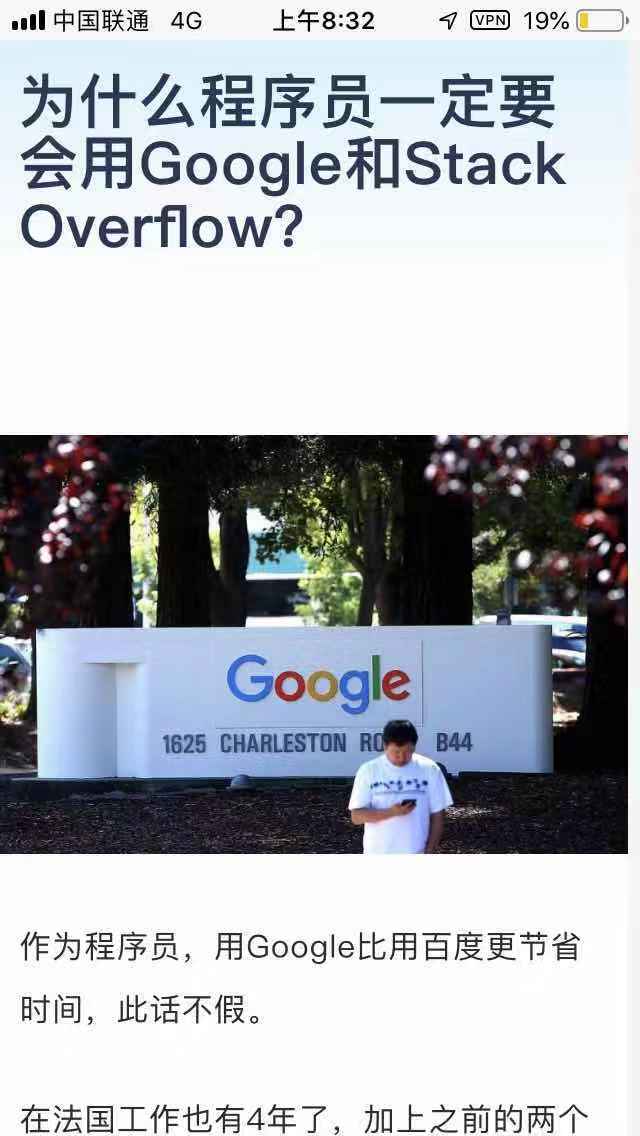 中国联通 4G 上午8:32 VPN 19%
为什么程序员一定要
会用Google和Stack
Overflow?
Google
1625 CHARLESTON RO B44
作为程序员，用Google比用百度更节省
时间，此话不假。
在法国工作也有4年了，加上之前的两个